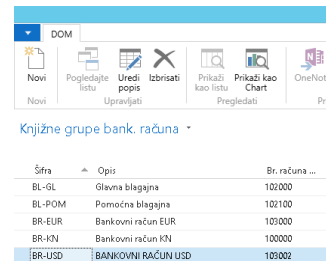 DOM
Novi Pogledajte listu Uredi popis Izbrisati Prikaži kao listu Prikaži kao Chart OneNot
Novi Upravljati Pregledati Pr
Knjižne grupe bank. računa
Šifra Opis Br. računa ...
BL-GL Glavna blagajna 102000
BL-POM Pomoćna blagajna 102100
BR-EUR Bankovni račun EUR 103000
BR-KN Bankovni račun KN 100000
BR-USD BANKOVNI RAČUN USD 103002